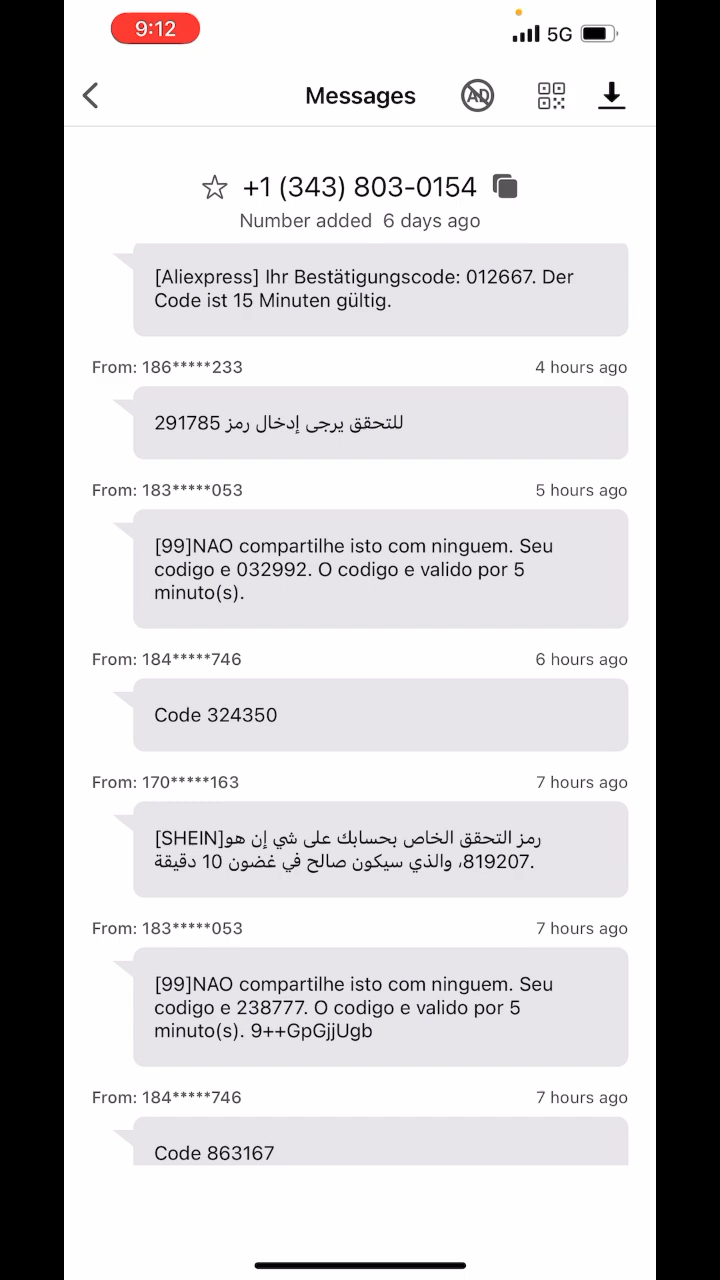 9:12
5G
Messages
AD
+1 (343) 803-0154
Number added 6 days ago
[Aliexpress] Ihr Bestätigungscode: 012667. Der
Code ist 15 Minuten gültig.
From: 186*****233 4 hours ago
للتحقق يرجى إدخال رمز 291785
From: 183*****053 5 hours ago
[99]NAO compartilhe isto com ninguem. Seu
codigo e 032992. O codigo e valido por 5
minuto(s).
From: 184*****746 6 hours ago
Code 324350
From: 170*****163 7 hours ago
[SHEIN]رمز التحقق الخاص بحسابك على شي إن هو
819207، والذي سيكون صالح في غضون 10 دقيقة.
From: 183*****053 7 hours ago
[99]NAO compartilhe isto com ninguem. Seu
codigo e 238777. O codigo e valido por 5
minuto(s). 9++GpGjjUgb
From: 184*****746 7 hours ago
Code 863167